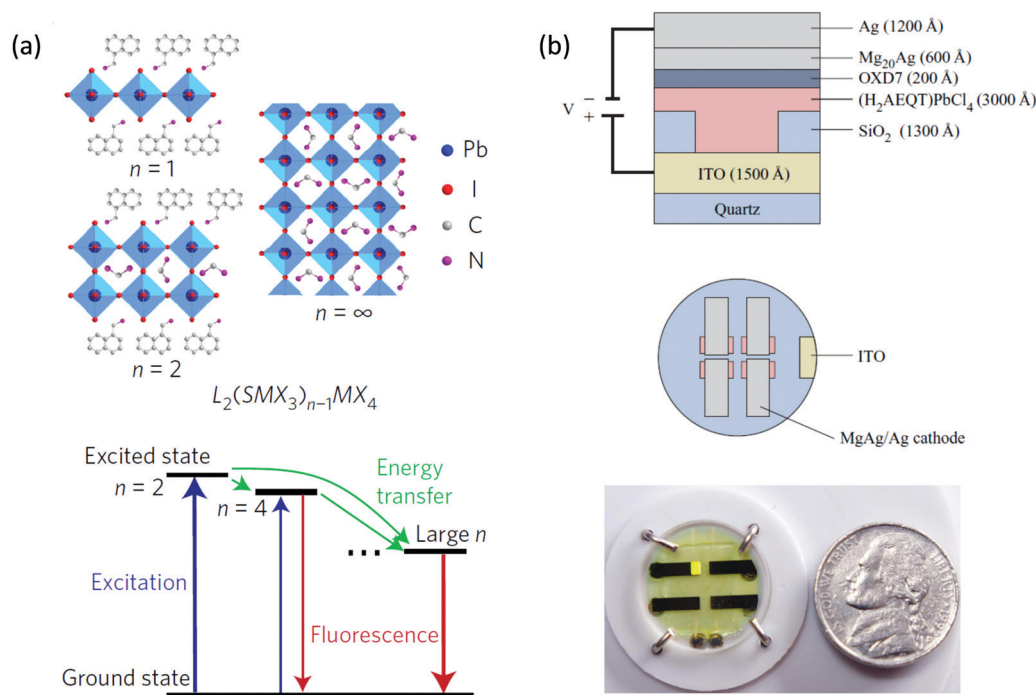 (a)
n = 1
n = 2
n = ∞
Pb
I
C
N
L₂(SMX₃)ₙ₋₁MX₄
Excited state
n = 2
n = 4
Energy
transfer
Large n
Excitation
Fluorescence
Ground state
(b)
Ag (1200 Å)
Mg₂₀Ag (600 Å)
OXD7 (200 Å)
(H₂AEQT)PbCl₄ (3000 Å)
SiO₂ (1300 Å)
ITO (1500 Å)
Quartz
V
−
+
ITO
MgAg/Ag cathode